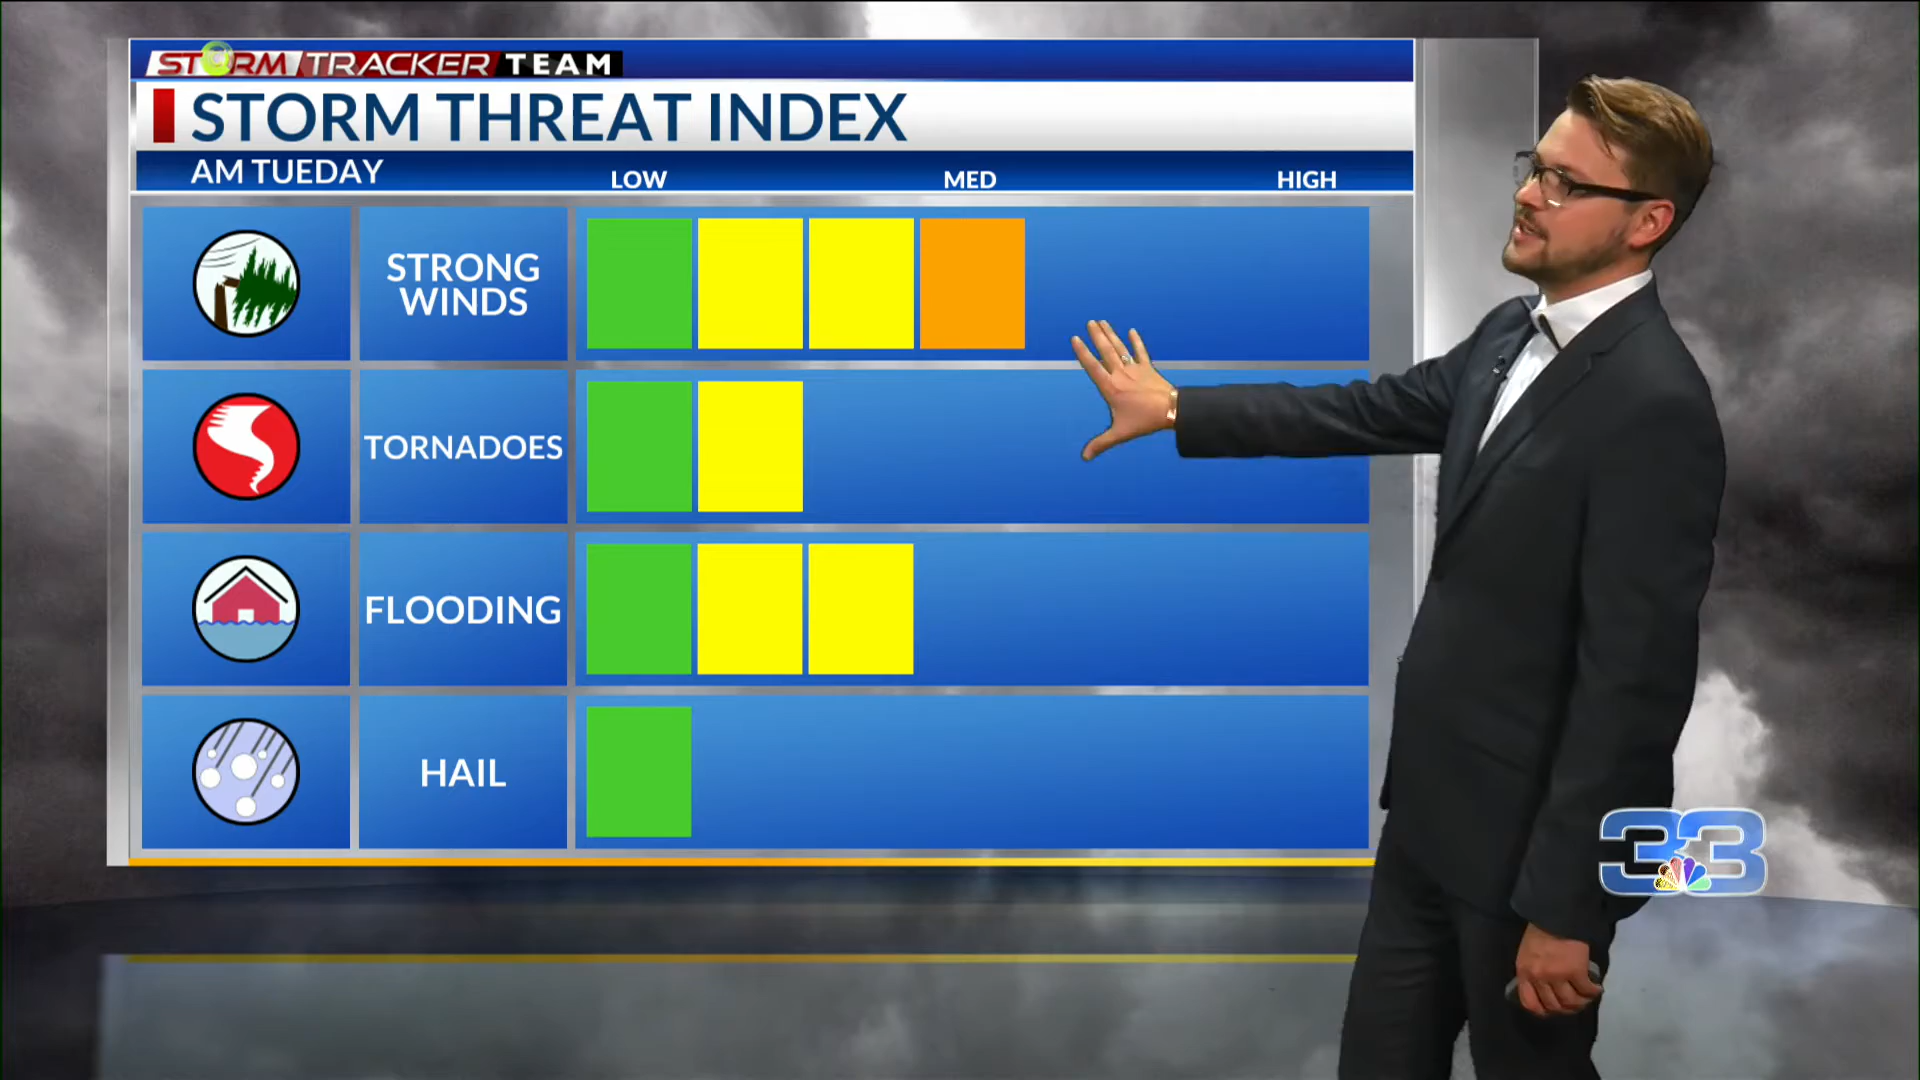 STORM TRACKER TEAM
STORM THREAT INDEX
AM TUEDAY
LOW MED HIGH
STRONG
WINDS
TORNADOES
FLOODING
HAIL
33